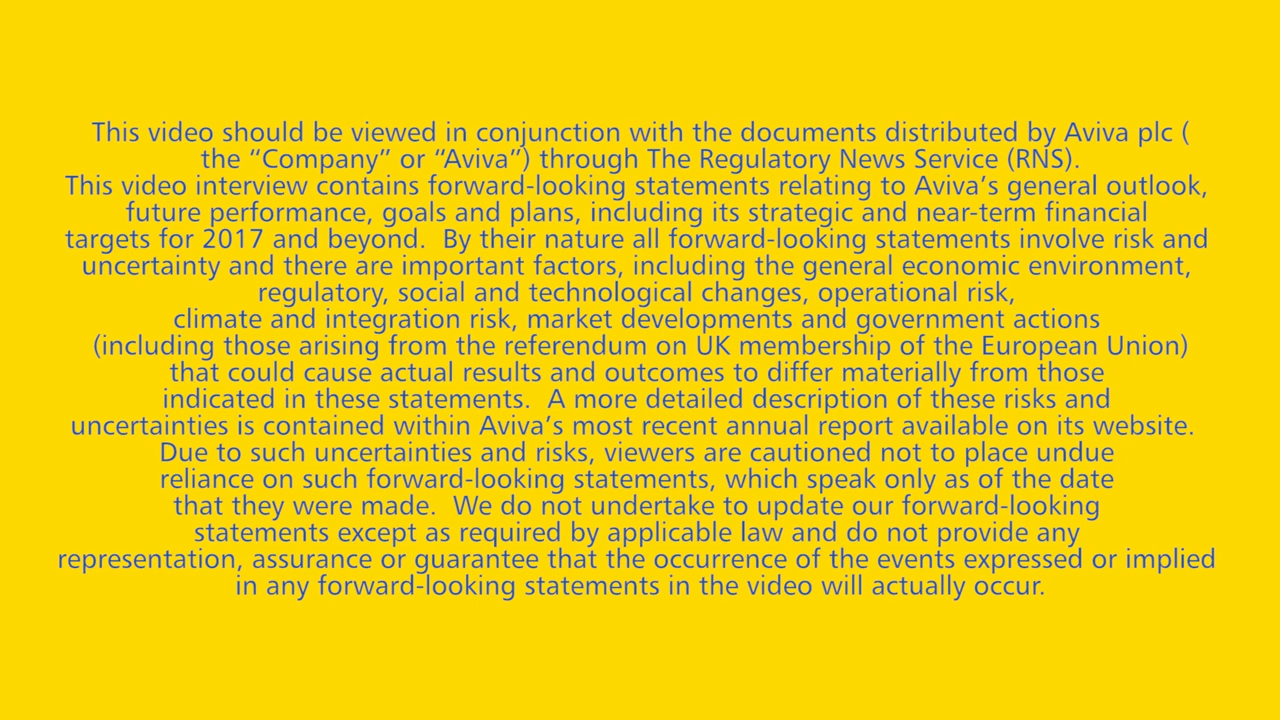 This video should be viewed in conjunction with the documents distributed by Aviva plc (
the “Company” or “Aviva”) through The Regulatory News Service (RNS).
This video interview contains forward-looking statements relating to Aviva’s general outlook,
future performance, goals and plans, including its strategic and near-term financial
targets for 2017 and beyond.  By their nature all forward-looking statements involve risk and
uncertainty and there are important factors, including the general economic environment,
regulatory, social and technological changes, operational risk,
climate and integration risk, market developments and government actions
(including those arising from the referendum on UK membership of the European Union)
that could cause actual results and outcomes to differ materially from those
indicated in these statements.  A more detailed description of these risks and
uncertainties is contained within Aviva’s most recent annual report available on its website.
Due to such uncertainties and risks, viewers are cautioned not to place undue
reliance on such forward-looking statements, which speak only as of the date
that they were made.  We do not undertake to update our forward-looking
statements except as required by applicable law and do not provide any
representation, assurance or guarantee that the occurrence of the events expressed or implied
in any forward-looking statements in the video will actually occur.